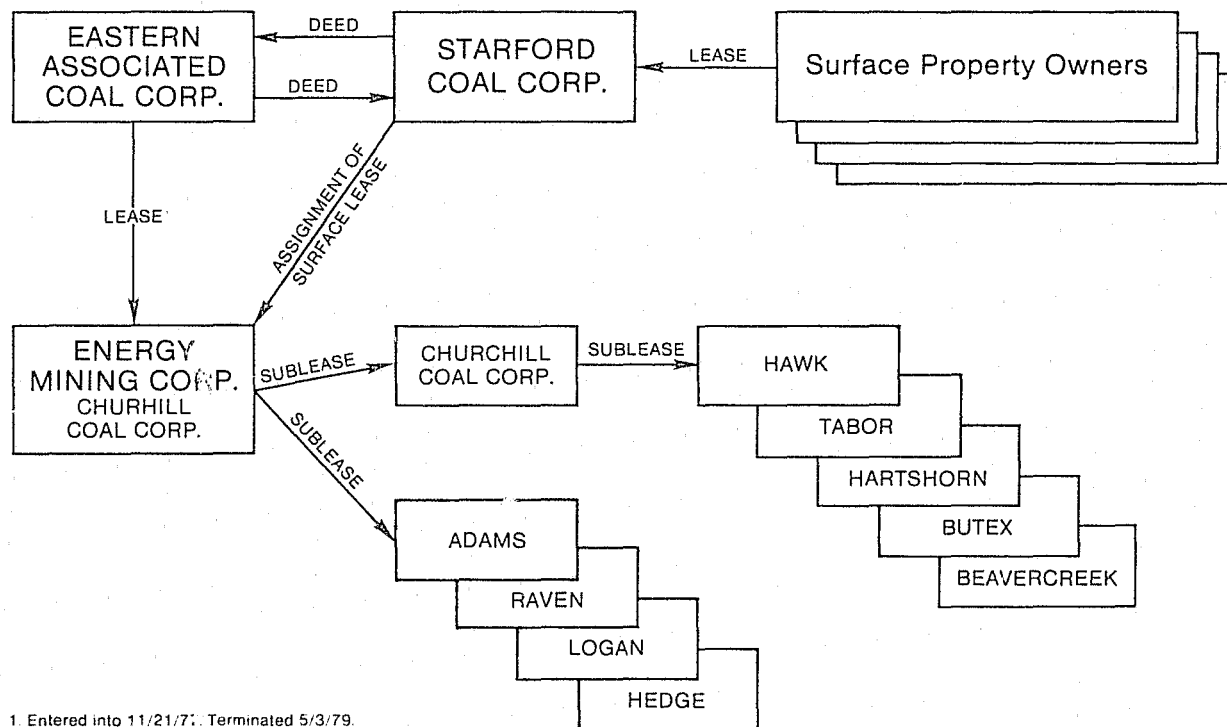 EASTERN
ASSOCIATED
COAL CORP.
DEED
DEED
STARFORD
COAL CORP.
LEASE
Surface Property Owners
LEASE
ASSIGNMENT OF
SURFACE LEASE
ENERGY
MINING CORP.
CHURHILL
COAL CORP.
SUBLEASE
CHURCHILL
COAL CORP.
SUBLEASE
HAWK
TABOR
HARTSHORN
BUTEX
BEAVERCREEK
SUBLEASE
ADAMS
RAVEN
LOGAN
HEDGE
1. Entered into Terminated 5/3/79.